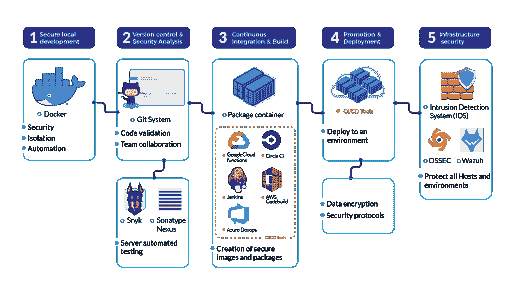 1 Secure local
development
2 Version control &
Security Analysis
3 Continuous
Integration & Build
4 Promotion &
Deployment
5 Infrastructure
security
Docker
Security
Isolation
Automation
Git System
Code validation
Team collaboration
Snyk
Sonatype
Nexus
Server automated
testing
Package container
Google Cloud
Functions
Circle CI
Jenkins
AWS
Codebuild
Azure Devops
Creation of secure
images and packages
CI/CD Tools
Deploy to an
environment
Data encryption
Security protocols
Intrusion Detection
System (IDS)
OSSEC
Wazuh
Protect all Hosts and
environments